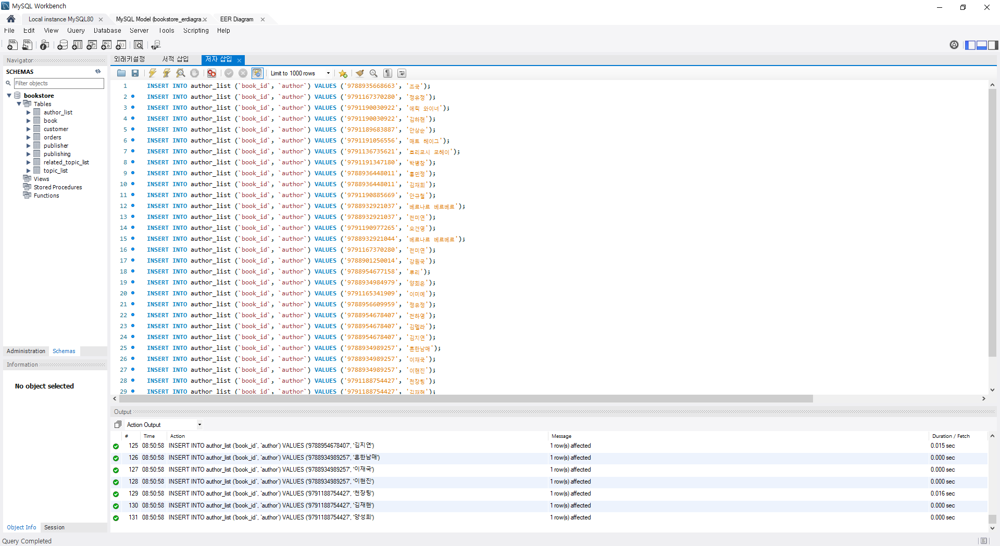 MySQL Workbench
Local instance MySQL80
MySQL Model (bookstore_erdiagra.
EER Diagram
File Edit View Query Database Server Tools Scripting Help
Navigator
SCHEMAS
Filter objects
bookstore
Tables
author_list
book
customer
orders
publisher
publishing
related_topic_list
topic_list
Views
Stored Procedures
Functions
Administration Schemas
Information
No object selected
Object Info Session
외래키설정 서적 삽입 저자 삽입
Limit to 1000 rows
1 INSERT INTO author_list (`book_id`, `author`) VALUES ('9788935668663', '조국');
2 INSERT INTO author_list (`book_id`, `author`) VALUES ('9791167370280', '정유정');
3 INSERT INTO author_list (`book_id`, `author`) VALUES ('9791190030922', '에릭 와이너');
4 INSERT INTO author_list (`book_id`, `author`) VALUES ('9791190030922', '김하현');
5 INSERT INTO author_list (`book_id`, `author`) VALUES ('9791189683887', '안상순');
6 INSERT INTO author_list (`book_id`, `author`) VALUES ('9791191056556', '매트 헤이그');
7 INSERT INTO author_list (`book_id`, `author`) VALUES ('9791136735621', '호리코시 코헤이');
8 INSERT INTO author_list (`book_id`, `author`) VALUES ('9791191347180', '박병창');
9 INSERT INTO author_list (`book_id`, `author`) VALUES ('9788936448011', '홍민정');
10 INSERT INTO author_list (`book_id`, `author`) VALUES ('9788936448011', '김재희');
11 INSERT INTO author_list (`book_id`, `author`) VALUES ('9791190885669', '안규철');
12 INSERT INTO author_list (`book_id`, `author`) VALUES ('9788932921037', '베르나르 베르베르');
13 INSERT INTO author_list (`book_id`, `author`) VALUES ('9788932921037', '전미연');
14 INSERT INTO author_list (`book_id`, `author`) VALUES ('9791190977265', '오건영');
15 INSERT INTO author_list (`book_id`, `author`) VALUES ('9788932921044', '베르나르 베르베르');
16 INSERT INTO author_list (`book_id`, `author`) VALUES ('9791167370280', '전미연');
17 INSERT INTO author_list (`book_id`, `author`) VALUES ('9788901250014', '강원국');
18 INSERT INTO author_list (`book_id`, `author`) VALUES ('9788954677158', '루리');
19 INSERT INTO author_list (`book_id`, `author`) VALUES ('9788934984979', '양희은');
20 INSERT INTO author_list (`book_id`, `author`) VALUES ('9791165341909', '이미예');
21 INSERT INTO author_list (`book_id`, `author`) VALUES ('9788956609959', '정유정');
22 INSERT INTO author_list (`book_id`, `author`) VALUES ('9788954678407', '전하영');
23 INSERT INTO author_list (`book_id`, `author`) VALUES ('9788954678407', '김멜라');
24 INSERT INTO author_list (`book_id`, `author`) VALUES ('9788954678407', '김지연');
25 INSERT INTO author_list (`book_id`, `author`) VALUES ('9788934989257', '흔한남매');
26 INSERT INTO author_list (`book_id`, `author`) VALUES ('9788934989257', '이재국');
27 INSERT INTO author_list (`book_id`, `author`) VALUES ('9788934989257', '이현진');
28 INSERT INTO author_list (`book_id`, `author`) VALUES ('9791188754427', '천장팅');
29 INSERT INTO author_list (`book_id`, `author`) VALUES ('9791188754427', '김재현');
Output
Action Output
# Time Action Message Duration / Fetch
125 08:50:58 INSERT INTO author_list (`book_id`, `author`) VALUES ('9788954678407', '김지연') 1 row(s) affected 0.015 sec
126 08:50:58 INSERT INTO author_list (`book_id`, `author`) VALUES ('9788934989257', '흔한남매') 1 row(s) affected 0.000 sec
127 08:50:58 INSERT INTO author_list (`book_id`, `author`) VALUES ('9788934989257', '이재국') 1 row(s) affected 0.000 sec
128 08:50:58 INSERT INTO author_list (`book_id`, `author`) VALUES ('9788934989257', '이현진') 1 row(s) affected 0.000 sec
129 08:50:58 INSERT INTO author_list (`book_id`, `author`) VALUES ('9791188754427', '천장팅') 1 row(s) affected 0.016 sec
130 08:50:58 INSERT INTO author_list (`book_id`, `author`) VALUES ('9791188754427', '김재현') 1 row(s) affected 0.000 sec
131 08:50:58 INSERT INTO author_list (`book_id`, `author`) VALUES ('9791188754427', '양성희') 1 row(s) affected 0.000 sec
Query Completed